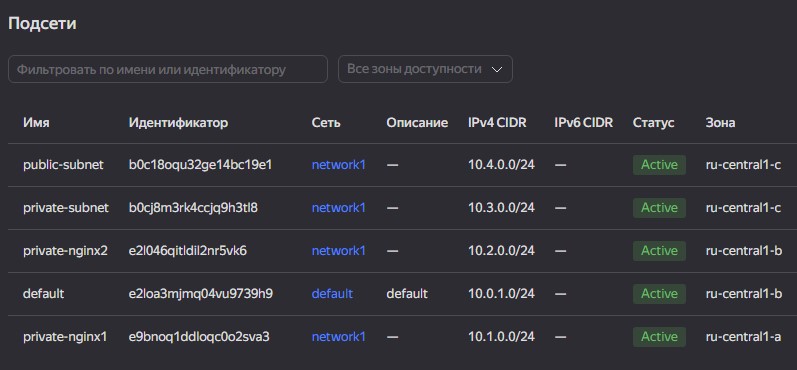 Подсети
Фильтровать по имени или идентификатору Все зоны доступности
Имя Идентификатор Сеть Описание IPv4 CIDR IPv6 CIDR Статус Зона
public-subnet b0c18oqu32ge14bc19e1 network1 — 10.4.0.0/24 — Active ru-central1-c
private-subnet b0cj8m3rk4ccjq9h3tl8 network1 — 10.3.0.0/24 — Active ru-central1-c
private-nginx2 e2l046qitldil2nr5vk6 network1 — 10.2.0.0/24 — Active ru-central1-b
default e2loa3mjmq04vu9739h9 default default 10.0.1.0/24 — Active ru-central1-b
private-nginx1 e9bnoq1ddloqc0o2sva3 network1 — 10.1.0.0/24 — Active ru-central1-a